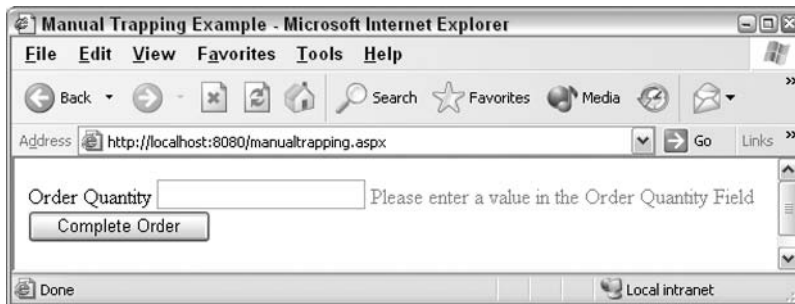 Manual Trapping Example - Microsoft Internet Explorer
File Edit View Favorites Tools Help
Back Search Favorites Media »
Address http://localhost:8080/manualtrapping.aspx Go Links »
Order Quantity Please enter a value in the Order Quantity Field
Complete Order
Done Local intranet